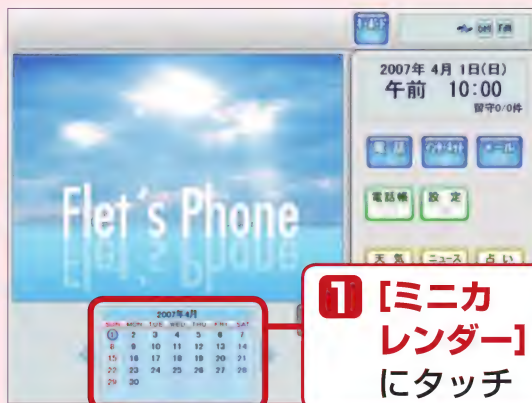 Bell FAX
2007年 4月 1日(日)
午前 10:00
留守0/0件
電 話 インターネット メール
電話帳 設 定
天 気 ニュース 占 い
Flet's Phone
2007年4月
SUN MON TUE WED THU FRI SAT
1 2 3 4 5 6 7
8 9 10 11 12 13 14
15 16 17 18 19 20 21
22 23 24 25 26 27 28
29 30
1 [ミニカ
レンダー]
にタッチ